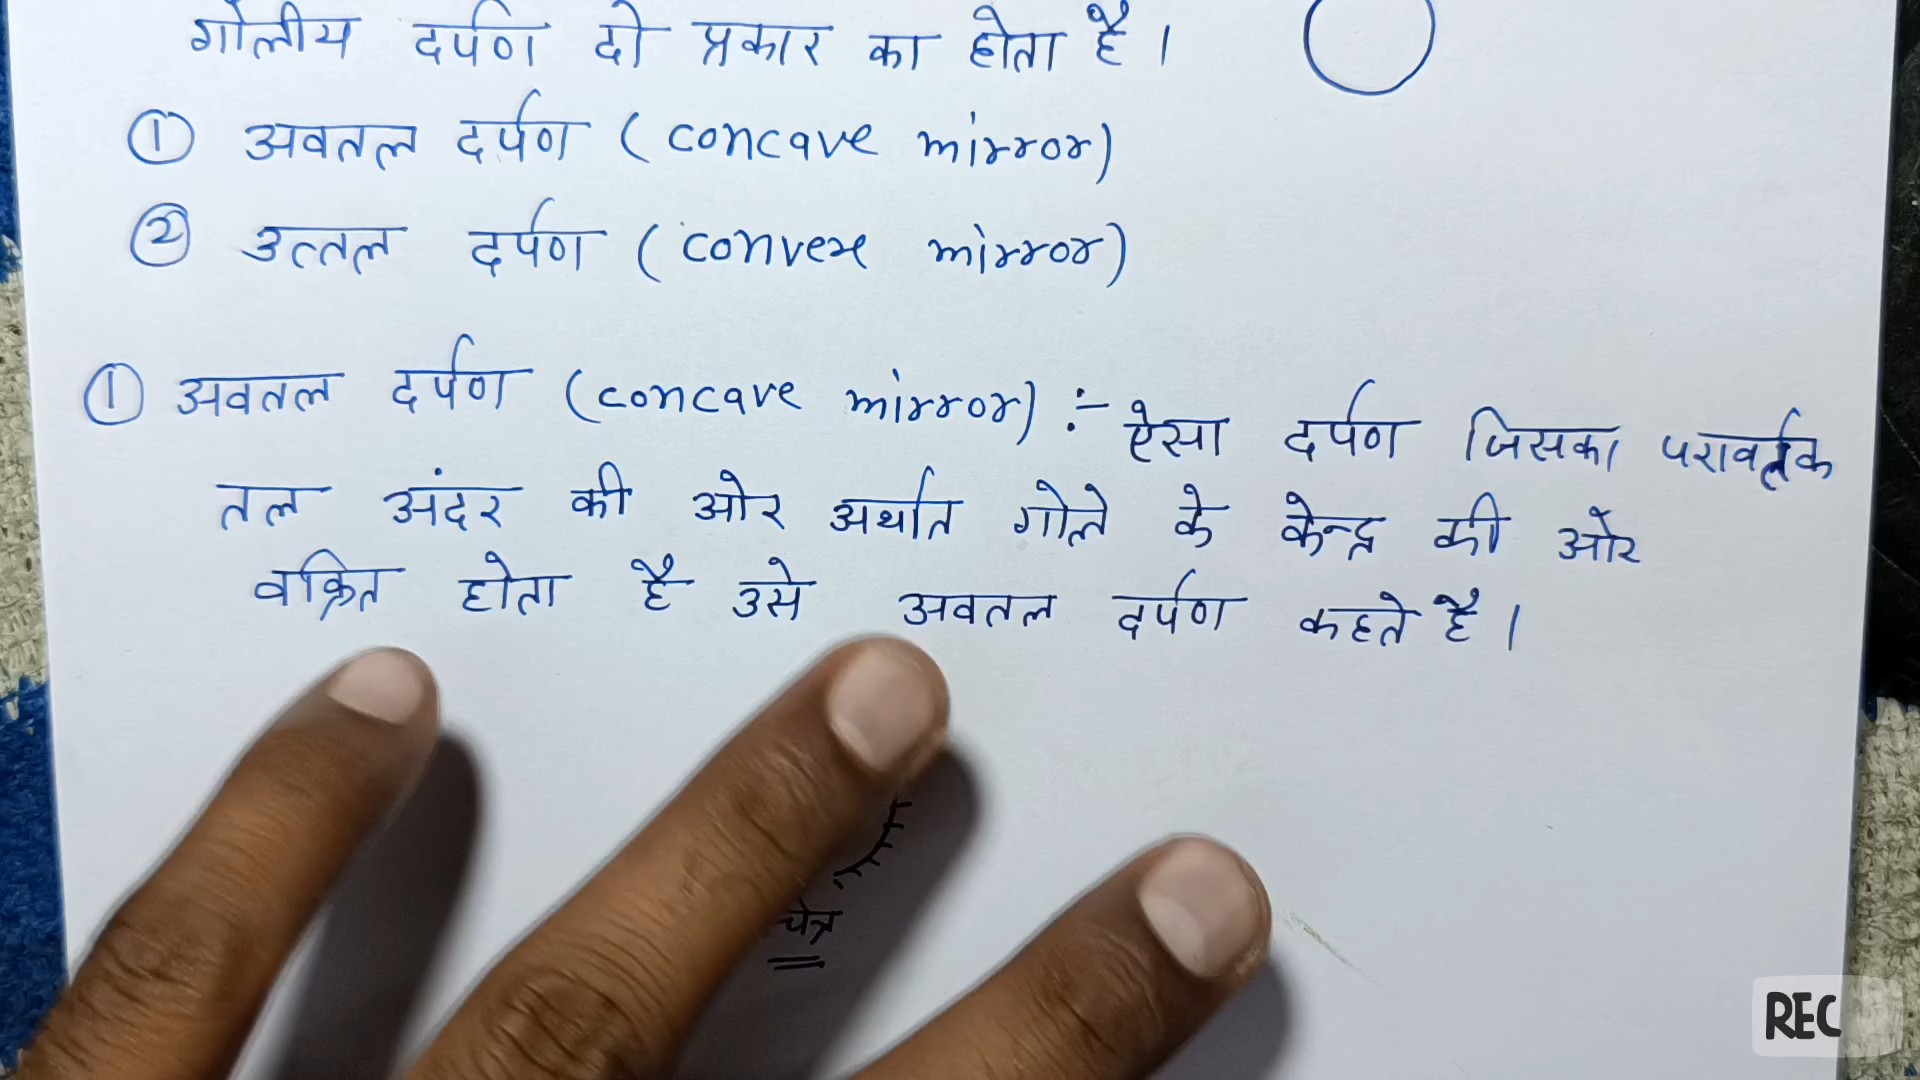 गोलीय दर्पण दो प्रकार का होता है।
① अवतल दर्पण (concave mirror)
② उत्तल दर्पण (convex mirror)
① अवतल दर्पण (concave mirror) :- ऐसा दर्पण जिसका परावर्तक
तल अंदर की ओर अर्थात गोले के केन्द्र की ओर
वक्रित होता है उसे अवतल दर्पण कहते है।
REC